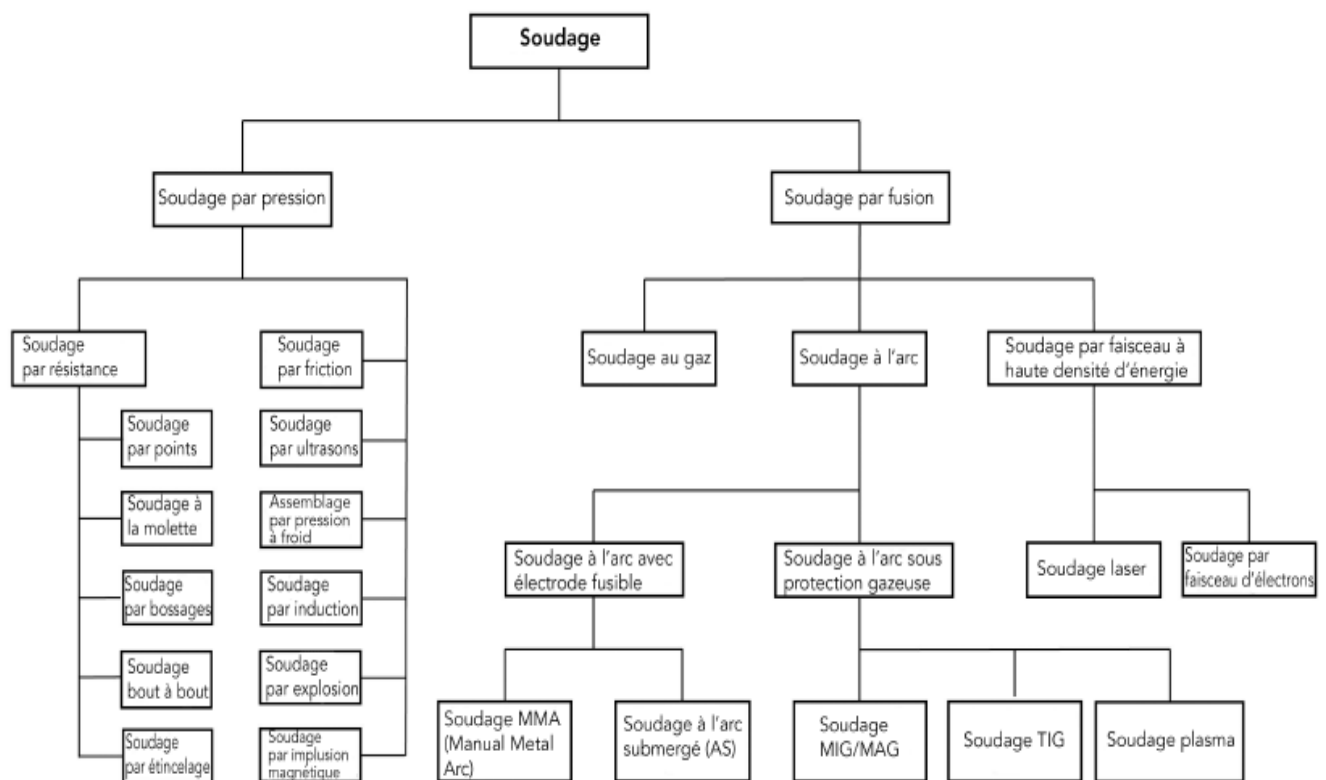 Soudage
Soudage par pression
Soudage par fusion
Soudage
par résistance
Soudage
par friction
Soudage au gaz
Soudage à l'arc
Soudage par faisceau à
haute densité d'énergie
Soudage
par points
Soudage
par ultrasons
Soudage à
la molette
Assemblage
par pression
à froid
Soudage à l'arc avec
électrode fusible
Soudage à l'arc sous
protection gazeuse
Soudage laser
Soudage par
faisceau d'électrons
Soudage
par bossages
Soudage
par induction
Soudage
bout à bout
Soudage
par explosion
Soudage
par étincelage
Soudage
par implusion
magnétique
Soudage MMA
(Manual Metal
Arc)
Soudage à l'arc
submergé (AS)
Soudage
MIG/MAG
Soudage TIG
Soudage plasma